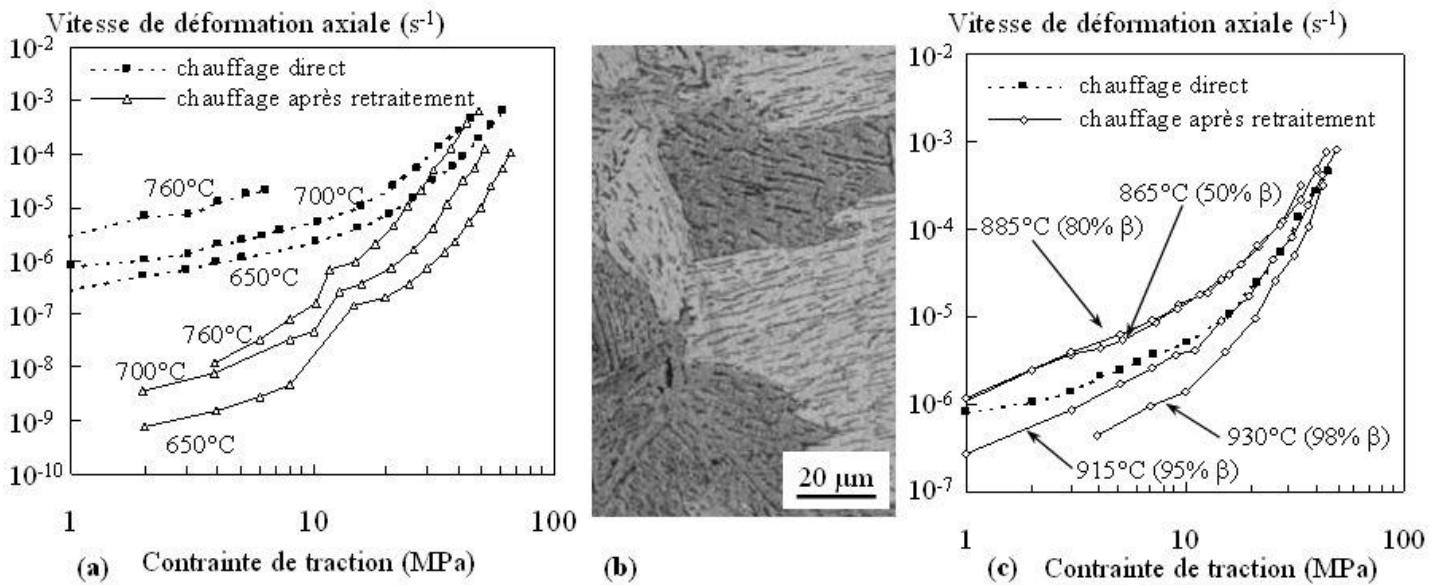 Vitesse de déformation axiale (s-1)
10-2
10-3
10-4
10-5
10-6
10-7
10-8
10-9
10-10
chauffage direct
chauffage après retraitement
760°C
700°C
650°C
760°C
700°C
650°C
1
10
100
(a)
Contrainte de traction (MPa)
20 µm
(b)
Vitesse de déformation axiale (s-1)
10-2
10-3
10-4
10-5
10-6
10-7
chauffage direct
chauffage après retraitement
865°C (50% β)
885°C (80% β)
930°C (98% β)
915°C (95% β)
1
10
100
(c)
Contrainte de traction (MPa)